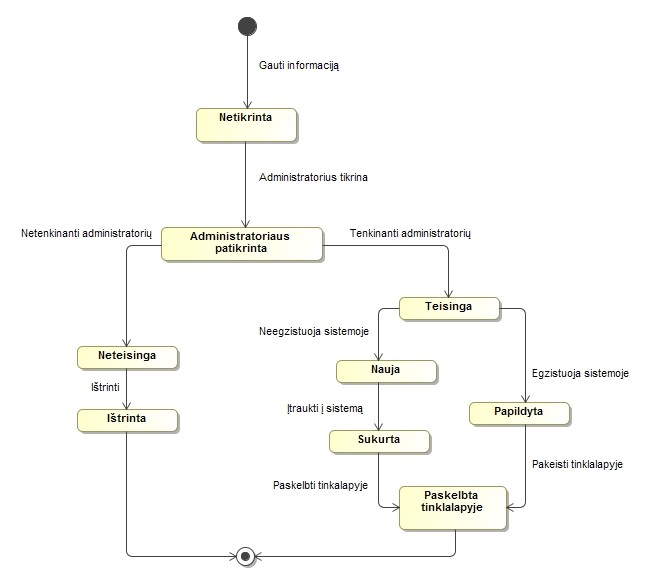 Gauti informaciją
Netikrinta
Administratorius tikrina
Netenkinanti administratorių
Administratoriaus
patikrinta
Tenkinanti administratorių
Teisinga
Neegzistuoja sistemoje
Neteisinga
Nauja
Egzistuoja sistemoje
Ištrinti
Įtraukti į sistemą
Ištrinta
Papildyta
Sukurta
Paskelbti tinkalapyje
Pakeisti tinklalapyje
Paskelbta
tinklalapyje